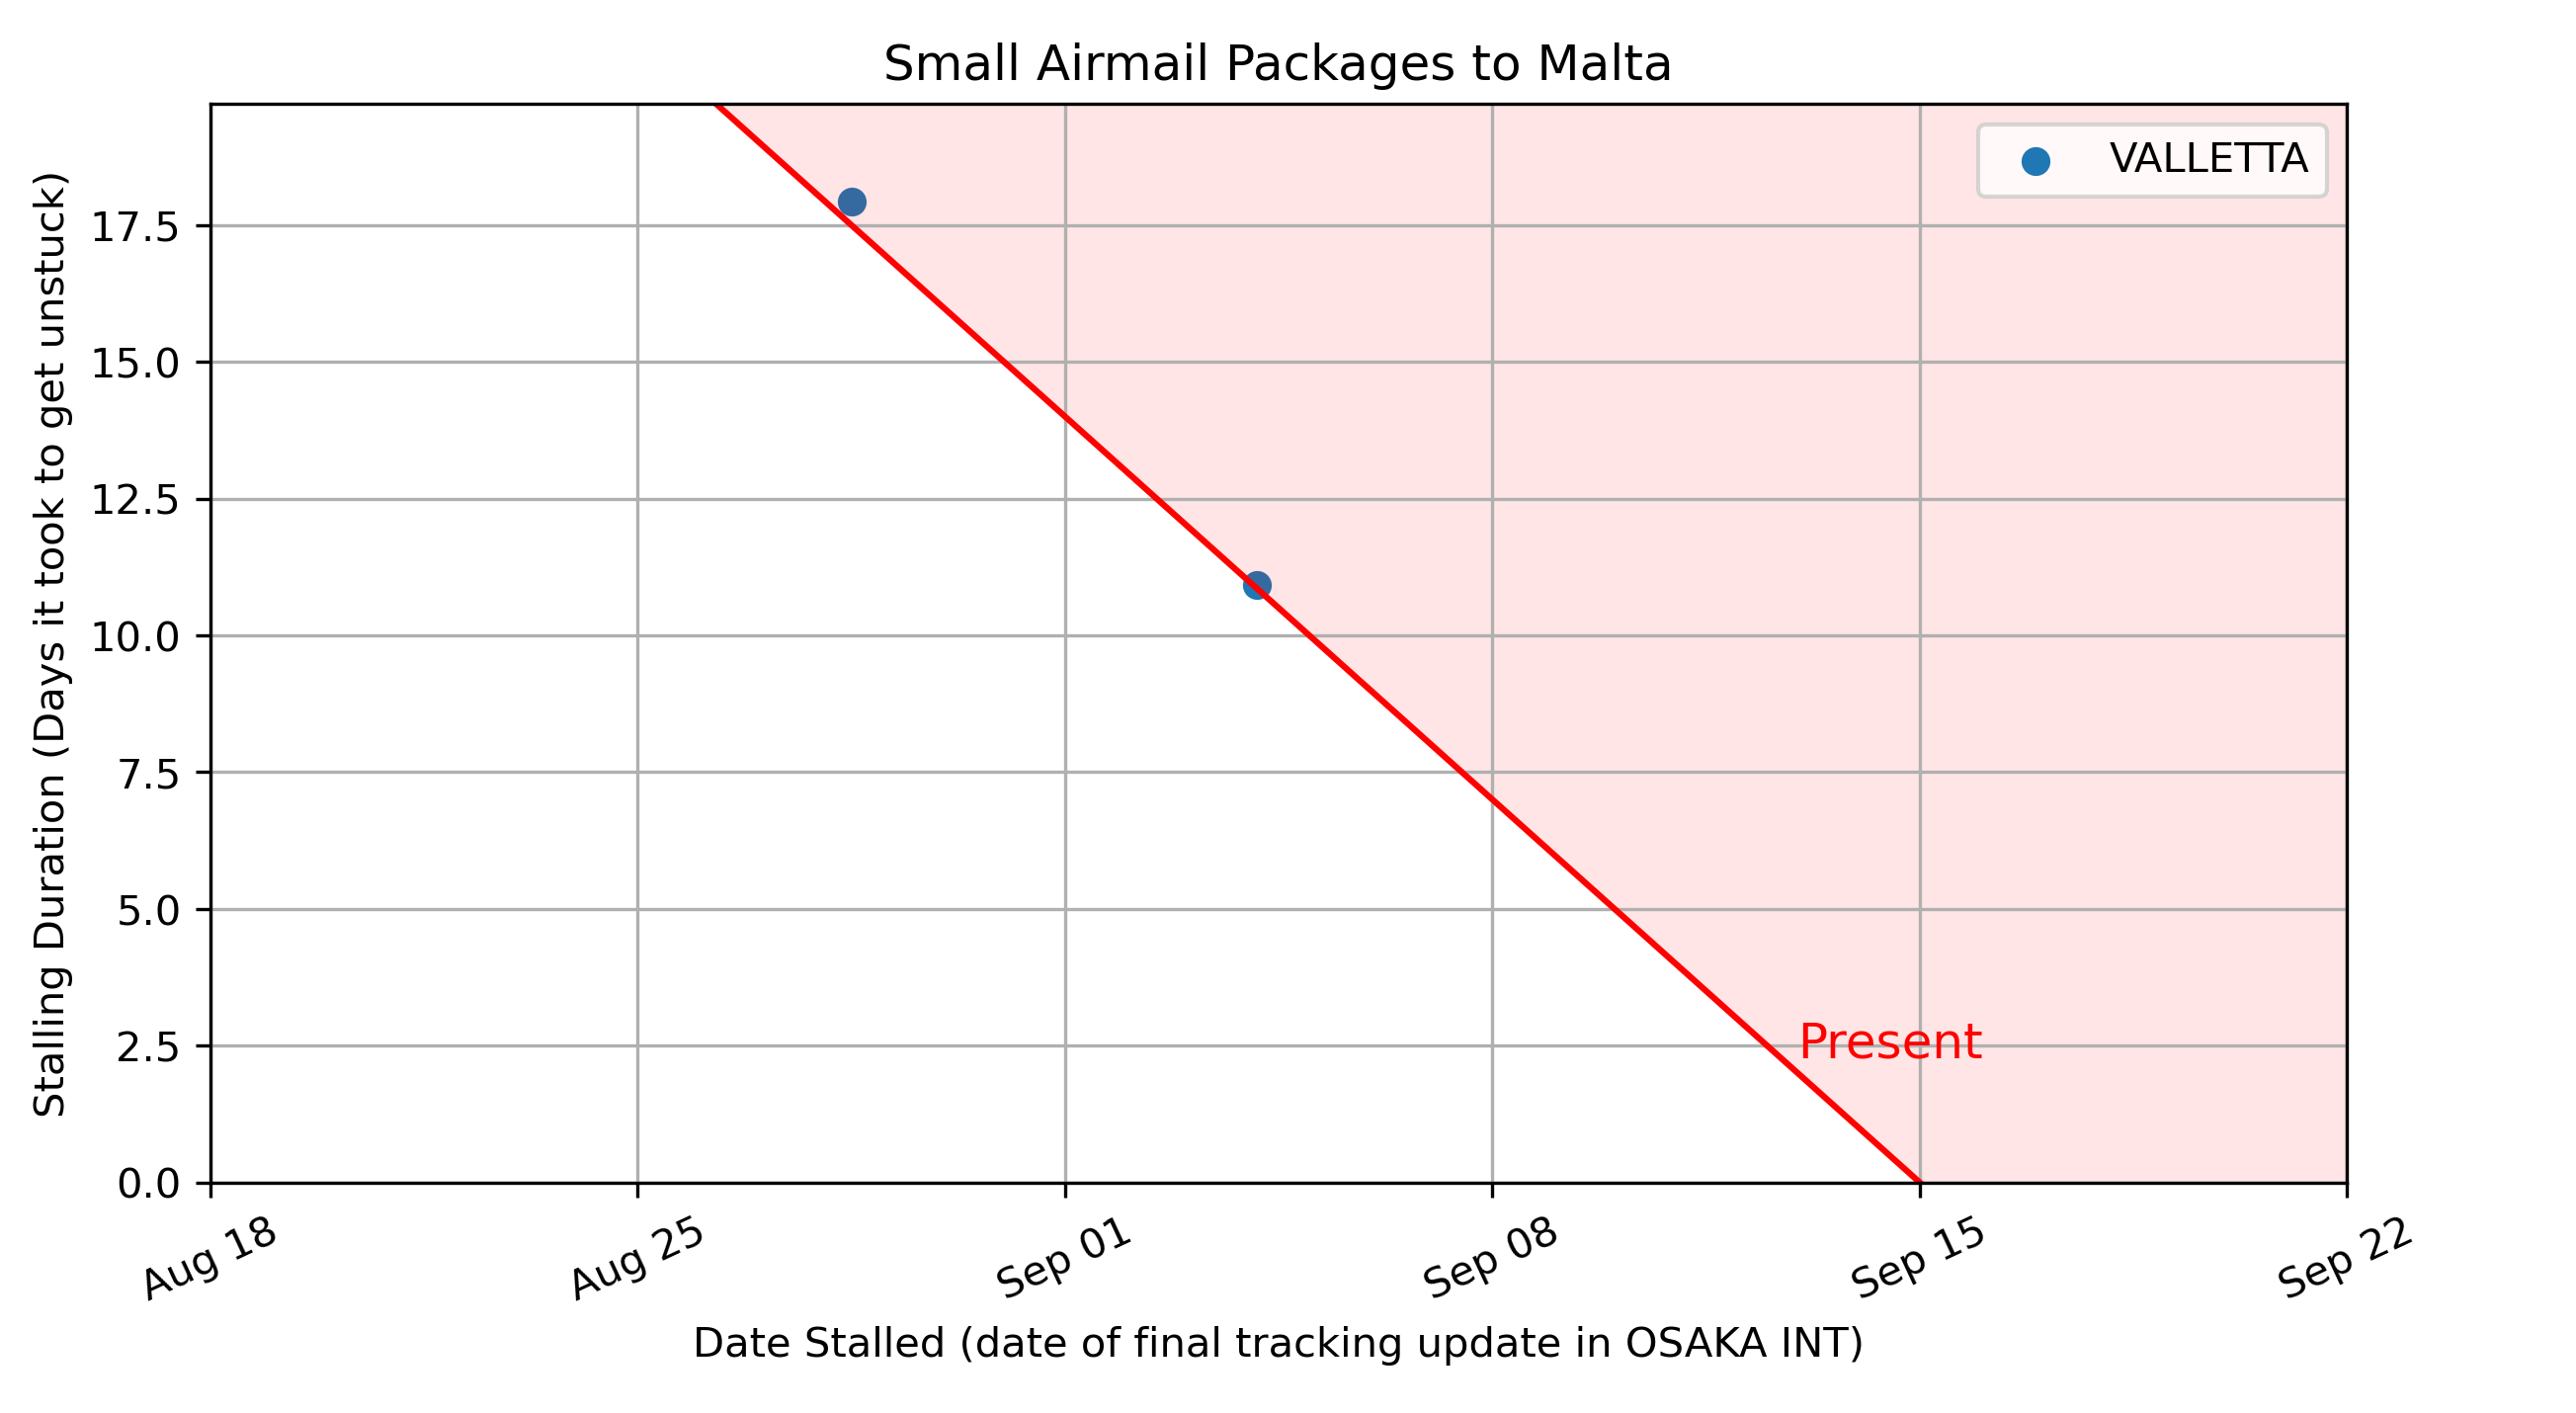 Small Airmail Packages to Malta
VALLETTA
Stalling Duration (Days it took to get unstuck)
17.5
15.0
12.5
10.0
7.5
5.0
2.5
0.0
Present
Aug 18
Aug 25
Sep 01
Sep 08
Sep 15
Sep 22
Date Stalled (date of final tracking update in OSAKA INT)